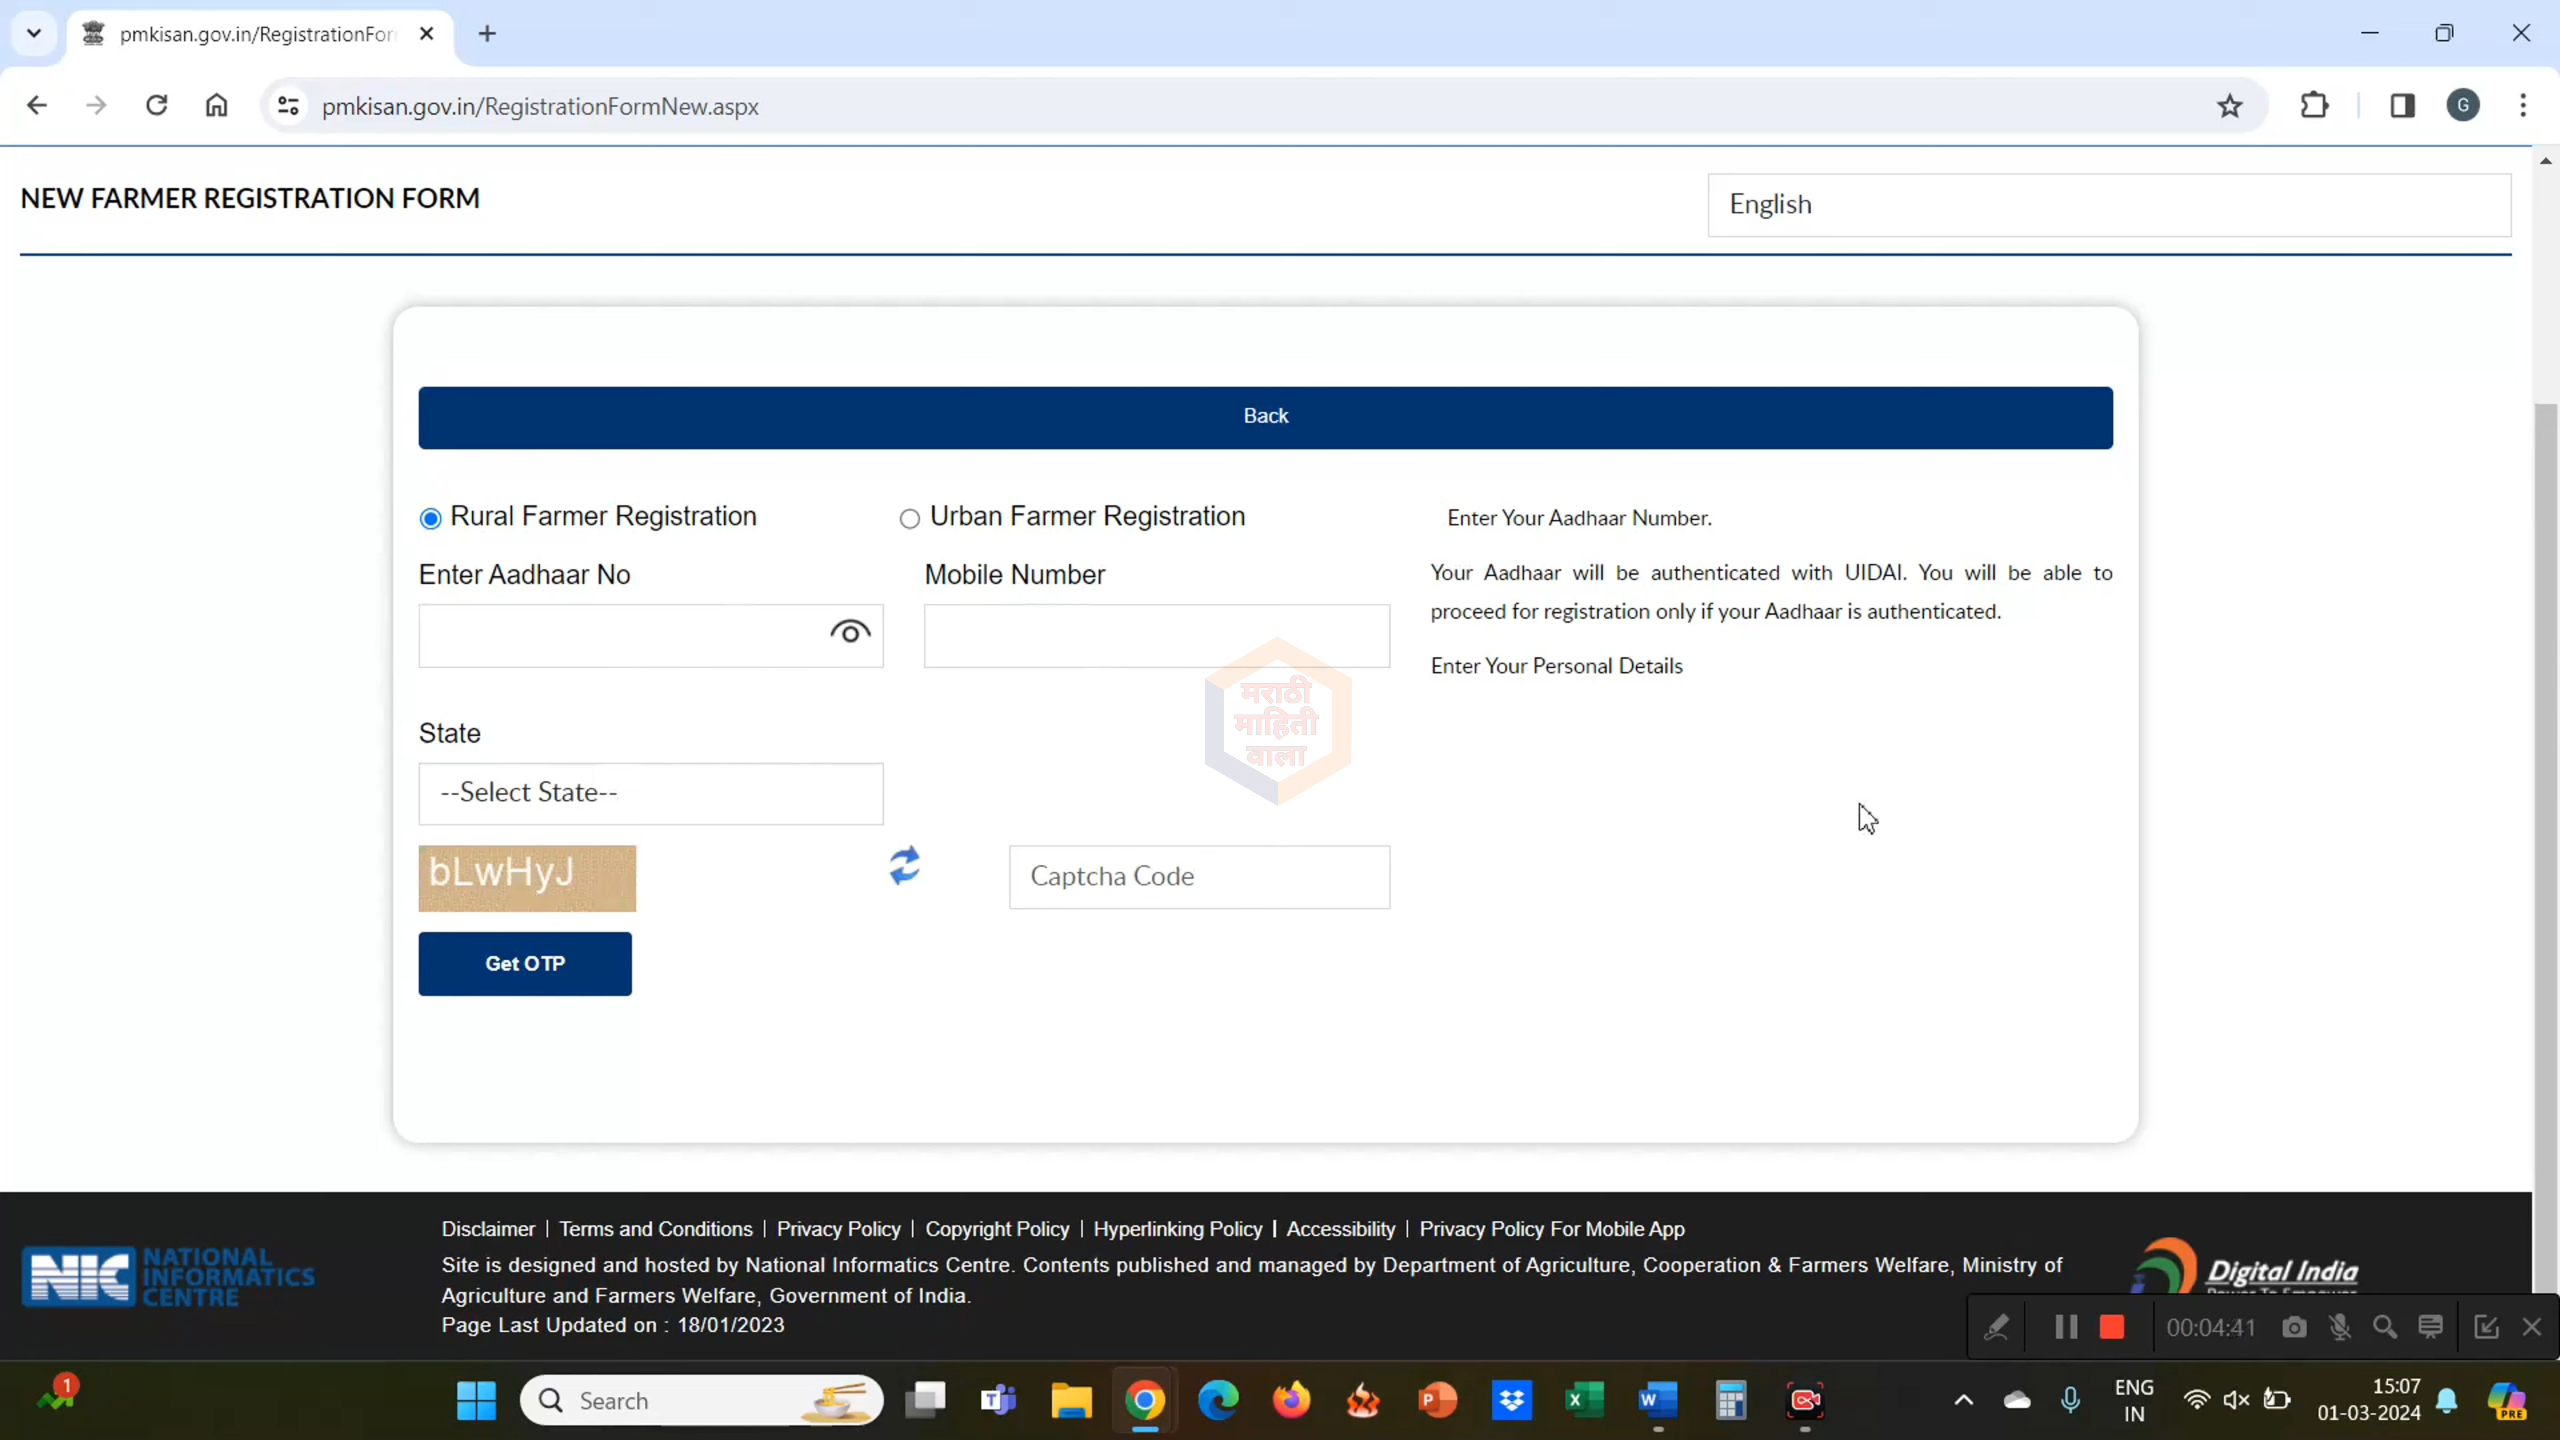 pmkisan.gov.in/RegistrationFor
pmkisan.gov.in/RegistrationFormNew.aspx
G
NEW FARMER REGISTRATION FORM
English
Back
Rural Farmer Registration
Urban Farmer Registration
Enter Your Aadhaar Number.
Enter Aadhaar No
Mobile Number
Your Aadhaar will be authenticated with UIDAI. You will be able to
proceed for registration only if your Aadhaar is authenticated.
Enter Your Personal Details
मराठी
माहिती
वाला
State
--Select State--
bLwHyJ
Captcha Code
Get OTP
Disclaimer | Terms and Conditions | Privacy Policy | Copyright Policy | Hyperlinking Policy | Accessibility | Privacy Policy For Mobile App
Site is designed and hosted by National Informatics Centre. Contents published and managed by Department of Agriculture, Cooperation & Farmers Welfare, Ministry of
Agriculture and Farmers Welfare, Government of India.
Page Last Updated on : 18/01/2023
NIC NATIONAL
INFORMATICS
CENTRE
Digital India
00:04:41
1
Search
ENG
IN
15:07
01-03-2024
PRE